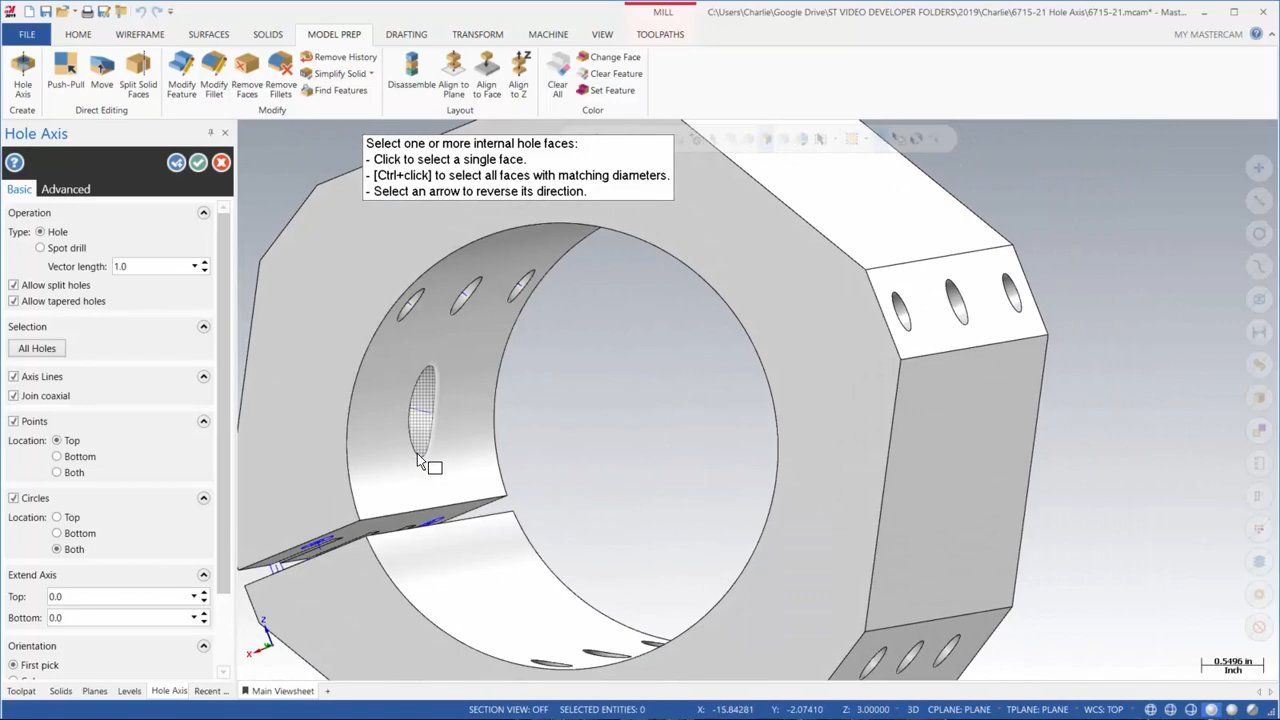 MILL
C:\Users\Charlie\Google Drive\ST VIDEO DEVELOPER FOLDERS\2019\Charlie\6715-21 Hole Axis\6715-21.mcam* - Mast...
FILE
HOME
WIREFRAME
SURFACES
SOLIDS
MODEL PREP
DRAFTING
TRANSFORM
MACHINE
VIEW
TOOLPATHS
MY MASTERCAM
Hole Axis
Push-Pull
Move
Split Solid Faces
Modify Feature
Modify Fillet
Remove Faces
Remove Fillets
Remove History
Simplify Solid
Find Features
Disassemble
Align to Plane
Align to Face
Align to Z
Clear All
Change Face
Clear Feature
Set Feature
Create
Direct Editing
Modify
Layout
Color
Hole Axis
Basic
Advanced
Operation
Type: Hole
Spot drill
Vector length: 1.0
Allow split holes
Allow tapered holes
Selection
All Holes
Axis Lines
Join coaxial
Points
Location: Top
Bottom
Both
Circles
Location: Top
Bottom
Both
Extend Axis
Top: 0.0
Bottom: 0.0
Orientation
First pick
Select one or more internal hole faces:
- Click to select a single face.
- [Ctrl+click] to select all faces with matching diameters.
- Select an arrow to reverse its direction.
z
x
0.5496 in
Inch
Toolpat
Solids
Planes
Levels
Hole Axis
Recent ...
Main Viewsheet
+
SECTION VIEW: OFF
SELECTED ENTITIES: 0
X: -15.84281
Y: -2.07410
Z: 3.00000
3D
CPLANE: PLANE
TPLANE: PLANE
WCS: TOP